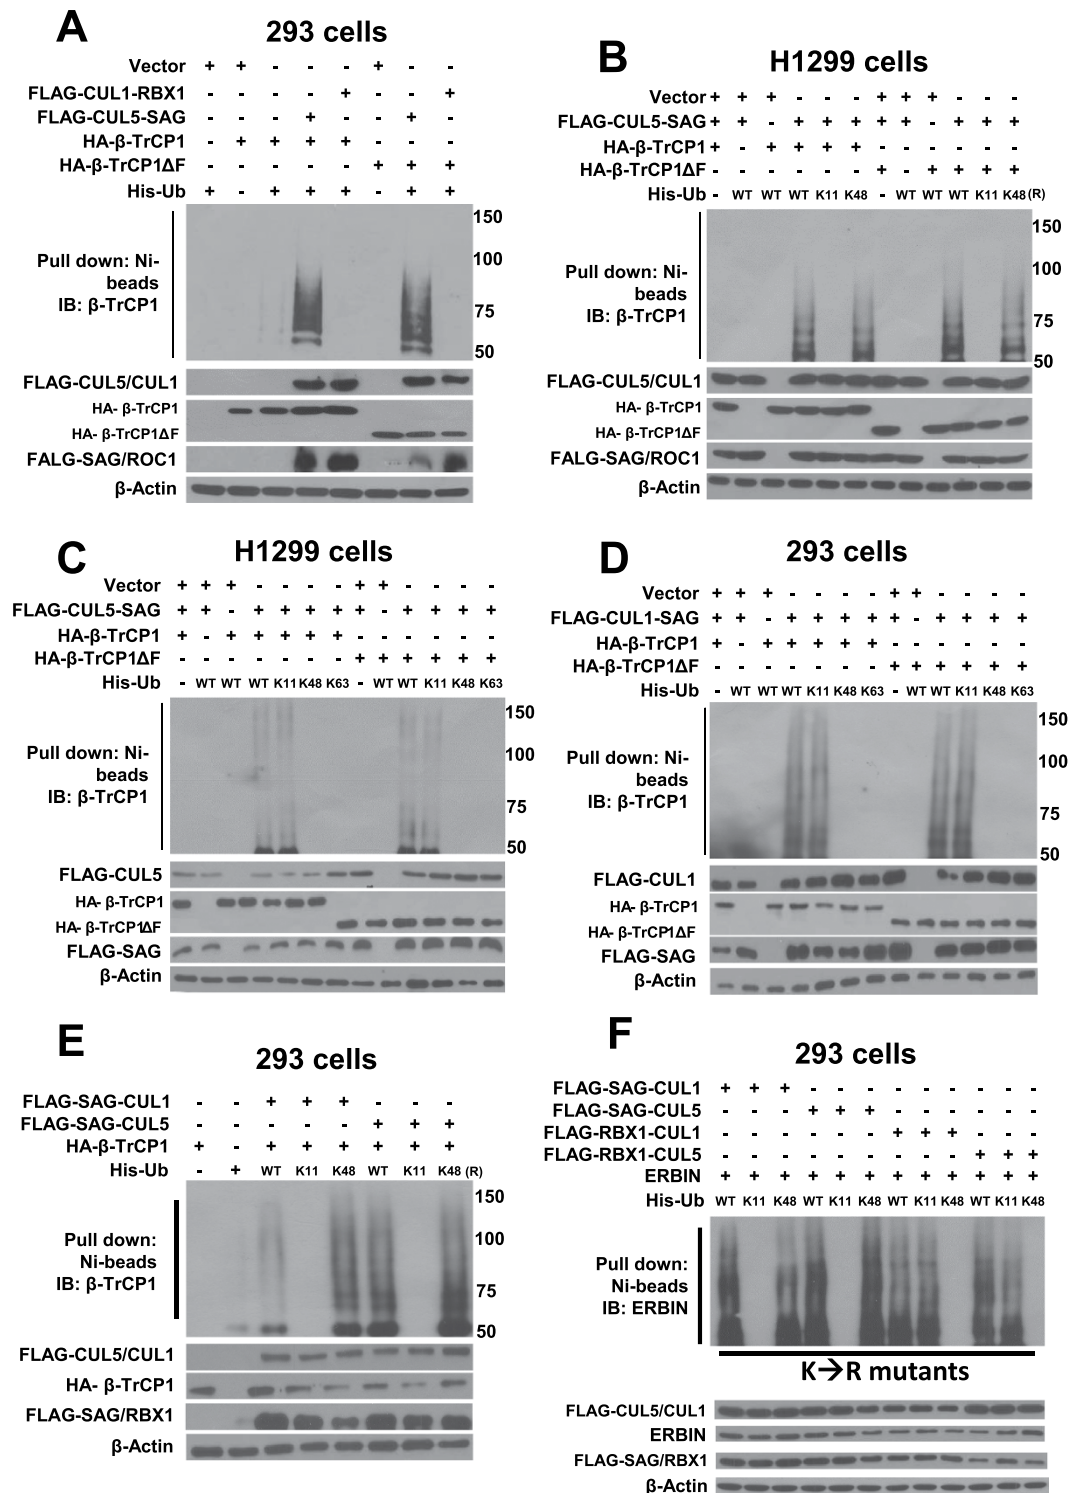 A
293 cells
Vector + + - - - + - -
FLAG-CUL1-RBX1 - - - - + - - +
FLAG-CUL5-SAG - - - + - - + -
HA-β-TrCP1 - + + + + - - -
HA-β-TrCP1ΔF - - - - - + + +
His-Ub + - + + + - + +
Pull down: Ni-
beads
IB: β-TrCP1
150
100
75
50
FLAG-CUL5/CUL1
HA- β-TrCP1
HA- β-TrCP1ΔF
FALG-SAG/ROC1
β-Actin
B
H1299 cells
Vector + + + - - - + + + - - -
FLAG-CUL5-SAG + + - + + + + + - + + +
HA-β-TrCP1 + - + + + + - - - - - -
HA-β-TrCP1ΔF - - - - - - + - + + + +
His-Ub - WT WT WT K11 K48 - WT WT WT K11 K48 (R)
Pull down: Ni-
beads
IB: β-TrCP1
150
100
75
50
FLAG-CUL5/CUL1
HA- β-TrCP1
HA- β-TrCP1ΔF
FALG-SAG/ROC1
β-Actin
C
H1299 cells
Vector + + + - - - - + + - - - -
FLAG-CUL5-SAG + + - + + + + + - + + + +
HA-β-TrCP1 + - + + + + + - - - - - -
HA-β-TrCP1ΔF - - - - - - - + + + + + +
His-Ub - WT WT WT K11 K48 K63 - WT WT K11 K48 K63
Pull down: Ni-
beads
IB: β-TrCP1
150
100
75
50
FLAG-CUL5
HA- β-TrCP1
HA- β-TrCP1ΔF
FLAG-SAG
β-Actin
D
293 cells
Vector + + + - - - - + + - - - -
FLAG-CUL1-SAG + + - + + + + + - + + + +
HA-β-TrCP1 + - + + + + + - - - - - -
HA-β-TrCP1ΔF - - - - - - - + + + + + +
His-Ub - WT WT WT K11 K48 K63 - WT WT K11 K48 K63
Pull down: Ni-
beads
IB: β-TrCP1
150
100
75
50
FLAG-CUL1
HA- β-TrCP1
HA- β-TrCP1ΔF
FLAG-SAG
β-Actin
E
293 cells
FLAG-SAG-CUL1 - - + + + - - -
FLAG-SAG-CUL5 - - - - - + + +
HA-β-TrCP1 + - + + + + + +
His-Ub - + WT K11 K48 WT K11 K48 (R)
Pull down:
Ni-beads
IB: β-TrCP1
150
100
75
50
FLAG-CUL5/CUL1
HA- β-TrCP1
FLAG-SAG/RBX1
β-Actin
F
293 cells
FLAG-SAG-CUL1 + + + - - - - - - - - -
FLAG-SAG-CUL5 - - - + + + - - - - - -
FLAG-RBX1-CUL1 - - - - - - + + + - - -
FLAG-RBX1-CUL5 - - - - - - - - - + + +
ERBIN + + + + + + + + + + + +
His-Ub WT K11 K48 WT K11 K48 WT K11 K48 WT K11 K48
Pull down:
Ni-beads
IB: ERBIN
K→R mutants
FLAG-CUL5/CUL1
ERBIN
FLAG-SAG/RBX1
β-Actin